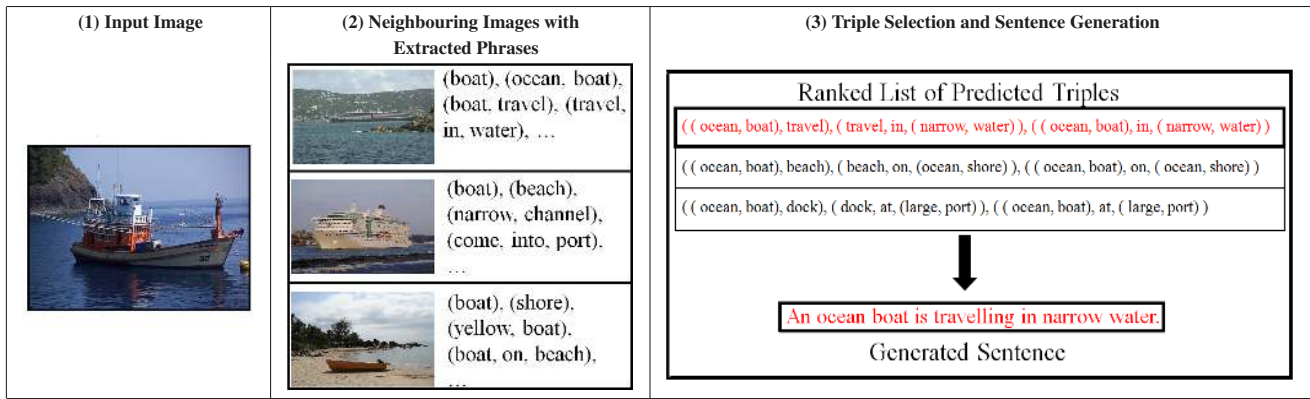 (1) Input Image
(2) Neighbouring Images with
Extracted Phrases
(boat), (ocean, boat),
(boat, travel), (travel,
in, water), …
(boat), (beach),
(narrow, channel),
(come, into, port),
…
(boat), (shore),
(yellow, boat),
(boat, on, beach),
…
(3) Triple Selection and Sentence Generation
Ranked List of Predicted Triples
( ( ocean, boat), travel), ( travel, in, ( narrow, water) ), ( ( ocean, boat), in, ( narrow, water) )
( ( ocean, boat), beach), ( beach, on, (ocean, shore) ), ( ( ocean, boat), on, ( ocean, shore) )
( ( ocean, boat), dock), ( dock, at, (large, port) ), ( ( ocean, boat), at, ( large, port) )
An ocean boat is travelling in narrow water.
Generated Sentence